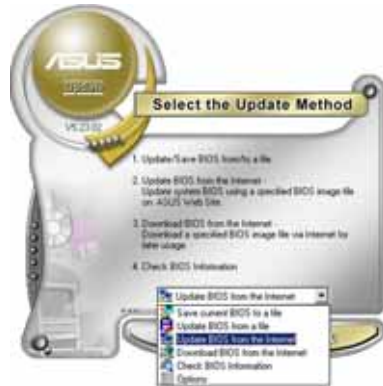 ASUS
Update
Select the Update Method
1. Update/Save BIOS from/to a file
2. Update BIOS from the Internet -
Update system BIOS using a specified BIOS image file
on ASUS Web Site.
3. Download BIOS from the Internet -
Download a specified BIOS image file via Internet for
later usage
4. Check BIOS Information
Update BIOS from the Internet
Save current BIOS to a file
Update BIOS from a file
Update BIOS from the Internet
Download BIOS from the Internet
Check BIOS Information
Options